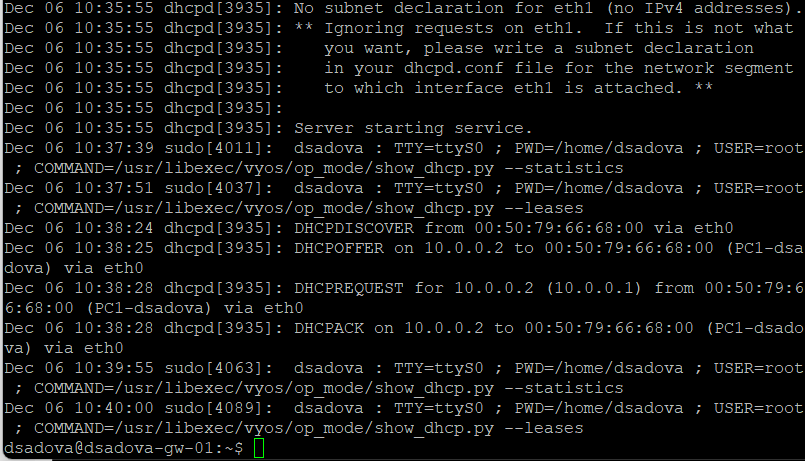 Dec 06 10:35:55 dhcpd[3935]: No subnet declaration for eth1 (no IPv4 addresses).
Dec 06 10:35:55 dhcpd[3935]: ** Ignoring requests on eth1.  If this is not what
Dec 06 10:35:55 dhcpd[3935]:    you want, please write a subnet declaration
Dec 06 10:35:55 dhcpd[3935]:    in your dhcpd.conf file for the network segment
Dec 06 10:35:55 dhcpd[3935]:    to which interface eth1 is attached. **
Dec 06 10:35:55 dhcpd[3935]:
Dec 06 10:35:55 dhcpd[3935]: Server starting service.
Dec 06 10:37:39 sudo[4011]:  dsadova : TTY=ttyS0 ; PWD=/home/dsadova ; USER=root
 ; COMMAND=/usr/libexec/vyos/op_mode/show_dhcp.py --statistics
Dec 06 10:37:51 sudo[4037]:  dsadova : TTY=ttyS0 ; PWD=/home/dsadova ; USER=root
 ; COMMAND=/usr/libexec/vyos/op_mode/show_dhcp.py --leases
Dec 06 10:38:24 dhcpd[3935]: DHCPDISCOVER from 00:50:79:66:68:00 via eth0
Dec 06 10:38:25 dhcpd[3935]: DHCPOFFER on 10.0.0.2 to 00:50:79:66:68:00 (PC1-dsa
dova) via eth0
Dec 06 10:38:28 dhcpd[3935]: DHCPREQUEST for 10.0.0.2 (10.0.0.1) from 00:50:79:6
6:68:00 (PC1-dsadova) via eth0
Dec 06 10:38:28 dhcpd[3935]: DHCPACK on 10.0.0.2 to 00:50:79:66:68:00 (PC1-dsado
va) via eth0
Dec 06 10:39:55 sudo[4063]:  dsadova : TTY=ttyS0 ; PWD=/home/dsadova ; USER=root
 ; COMMAND=/usr/libexec/vyos/op_mode/show_dhcp.py --statistics
Dec 06 10:40:00 sudo[4089]:  dsadova : TTY=ttyS0 ; PWD=/home/dsadova ; USER=root
 ; COMMAND=/usr/libexec/vyos/op_mode/show_dhcp.py --leases
dsadova@dsadova-gw-01:~$